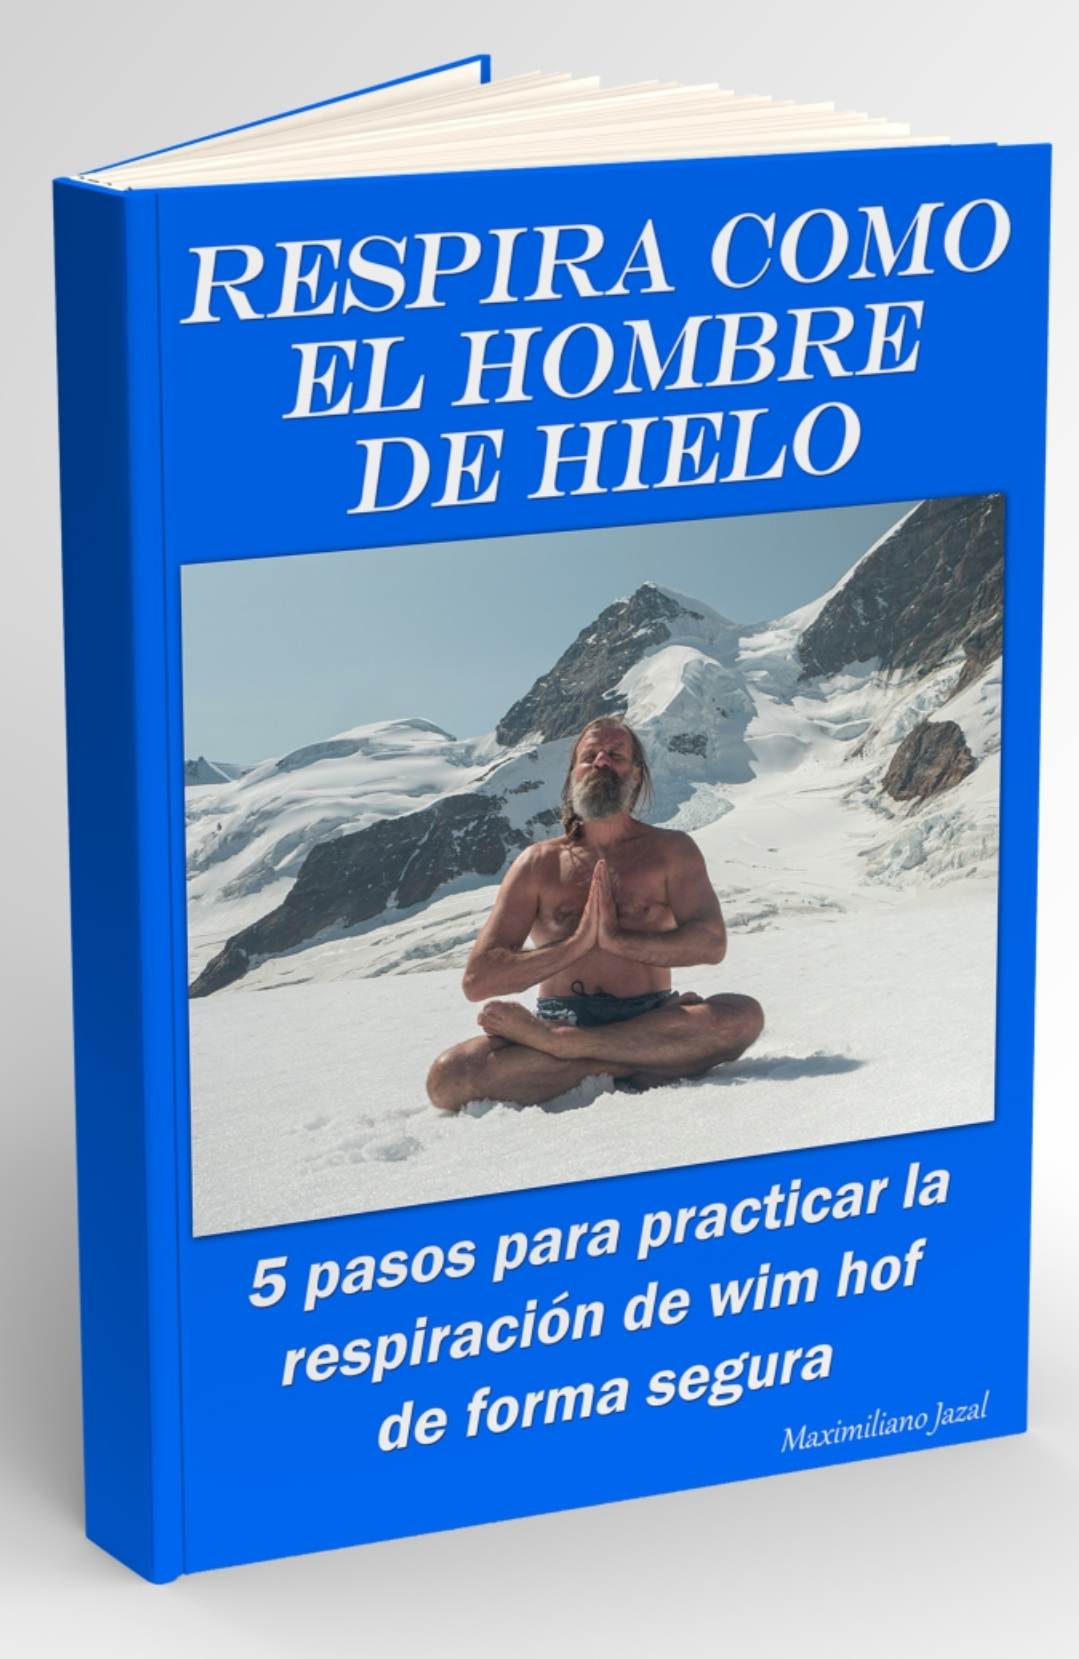 RESPIRA COMO
EL HOMBRE
DE HIELO
5 pasos para practicar la
respiración de wim hof
de forma segura
Maximiliano Jazal